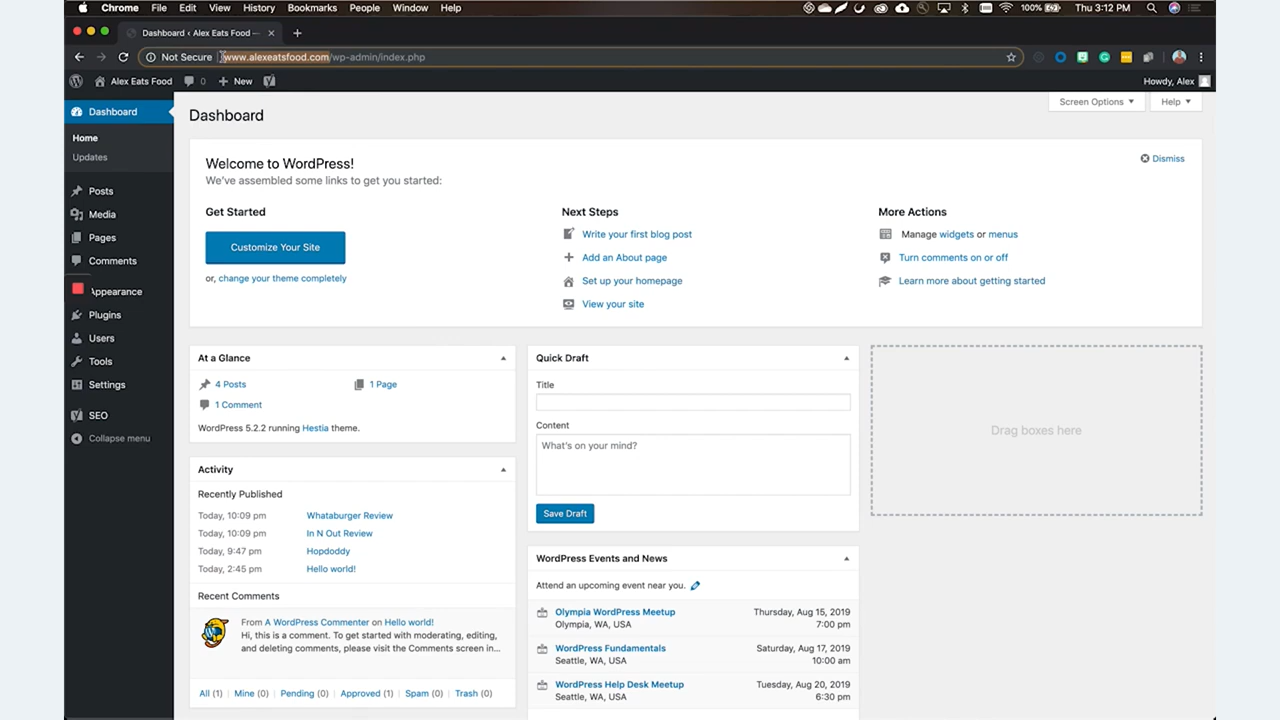 Chrome File Edit View History Bookmarks People Window Help 100% Thu 3:12 PM
Dashboard ‹ Alex Eats Food —
Not Secure www.alexeatsfood.com/wp-admin/index.php
Alex Eats Food 0 New Howdy, Alex
Dashboard
Home
Updates
Posts
Media
Pages
Comments
Appearance
Plugins
Users
Tools
Settings
SEO
Collapse menu
Screen Options Help
Dashboard
Welcome to WordPress!
We've assembled some links to get you started:
Dismiss
Get Started
Customize Your Site
or, change your theme completely
Next Steps
Write your first blog post
Add an About page
Set up your homepage
View your site
More Actions
Manage widgets or menus
Turn comments on or off
Learn more about getting started
At a Glance
4 Posts 1 Page
1 Comment
WordPress 5.2.2 running Hestia theme.
Activity
Recently Published
Today, 10:09 pm Whataburger Review
Today, 10:09 pm In N Out Review
Today, 9:47 pm Hopdoddy
Today, 2:45 pm Hello world!
Recent Comments
From A WordPress Commenter on Hello world!
Hi, this is a comment. To get started with moderating, editing,
and deleting comments, please visit the Comments screen in...
All (1) | Mine (0) | Pending (0) | Approved (1) | Spam (0) | Trash (0)
Quick Draft
Title
Content
What's on your mind?
Save Draft
WordPress Events and News
Attend an upcoming event near you.
Olympia WordPress Meetup Thursday, Aug 15, 2019
Olympia, WA, USA 7:00 pm
WordPress Fundamentals Saturday, Aug 17, 2019
Seattle, WA, USA 10:00 am
WordPress Help Desk Meetup Tuesday, Aug 20, 2019
Seattle, WA, USA 6:30 pm
Drag boxes here